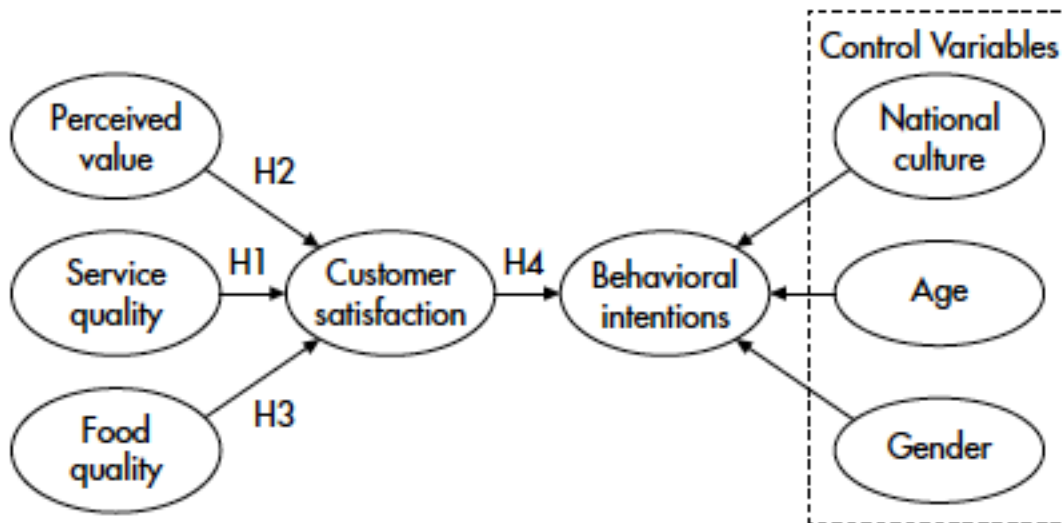 Control Variables
Perceived
value
National
culture
H2
Service
quality
H1
Customer
satisfaction
H4
Behavioral
intentions
Age
H3
Food
quality
Gender